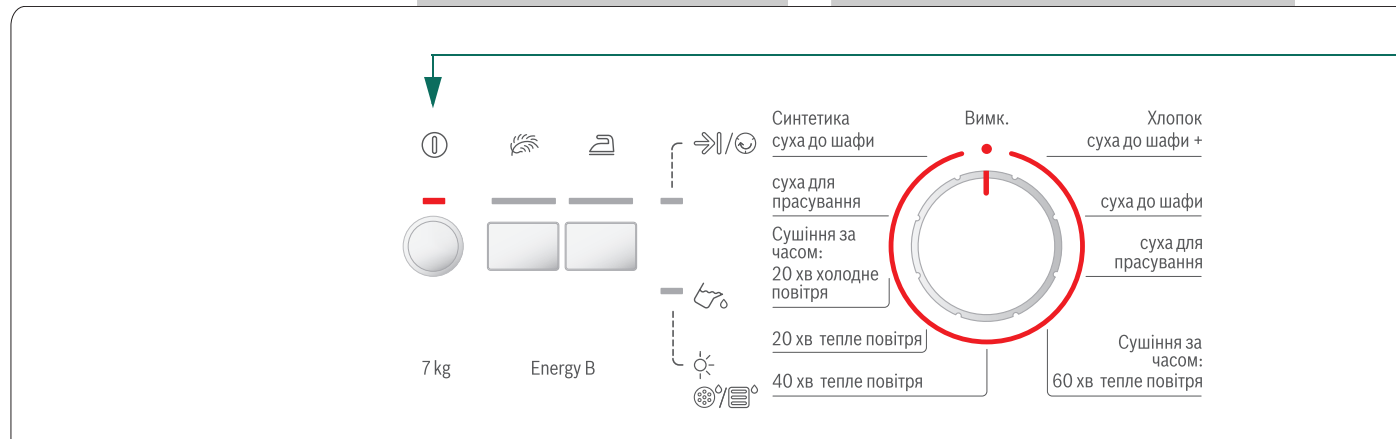 Синтетика
суха до шафи
суха для
прасування
Сушіння за
часом:
20 хв холодне
повітря
20 хв тепле повітря
40 хв тепле повітря
Вимк.
Хлопок
суха до шафи +
суха до шафи
суха для
прасування
Сушіння за
часом:
60 хв тепле повітря
7 kg
Energy B